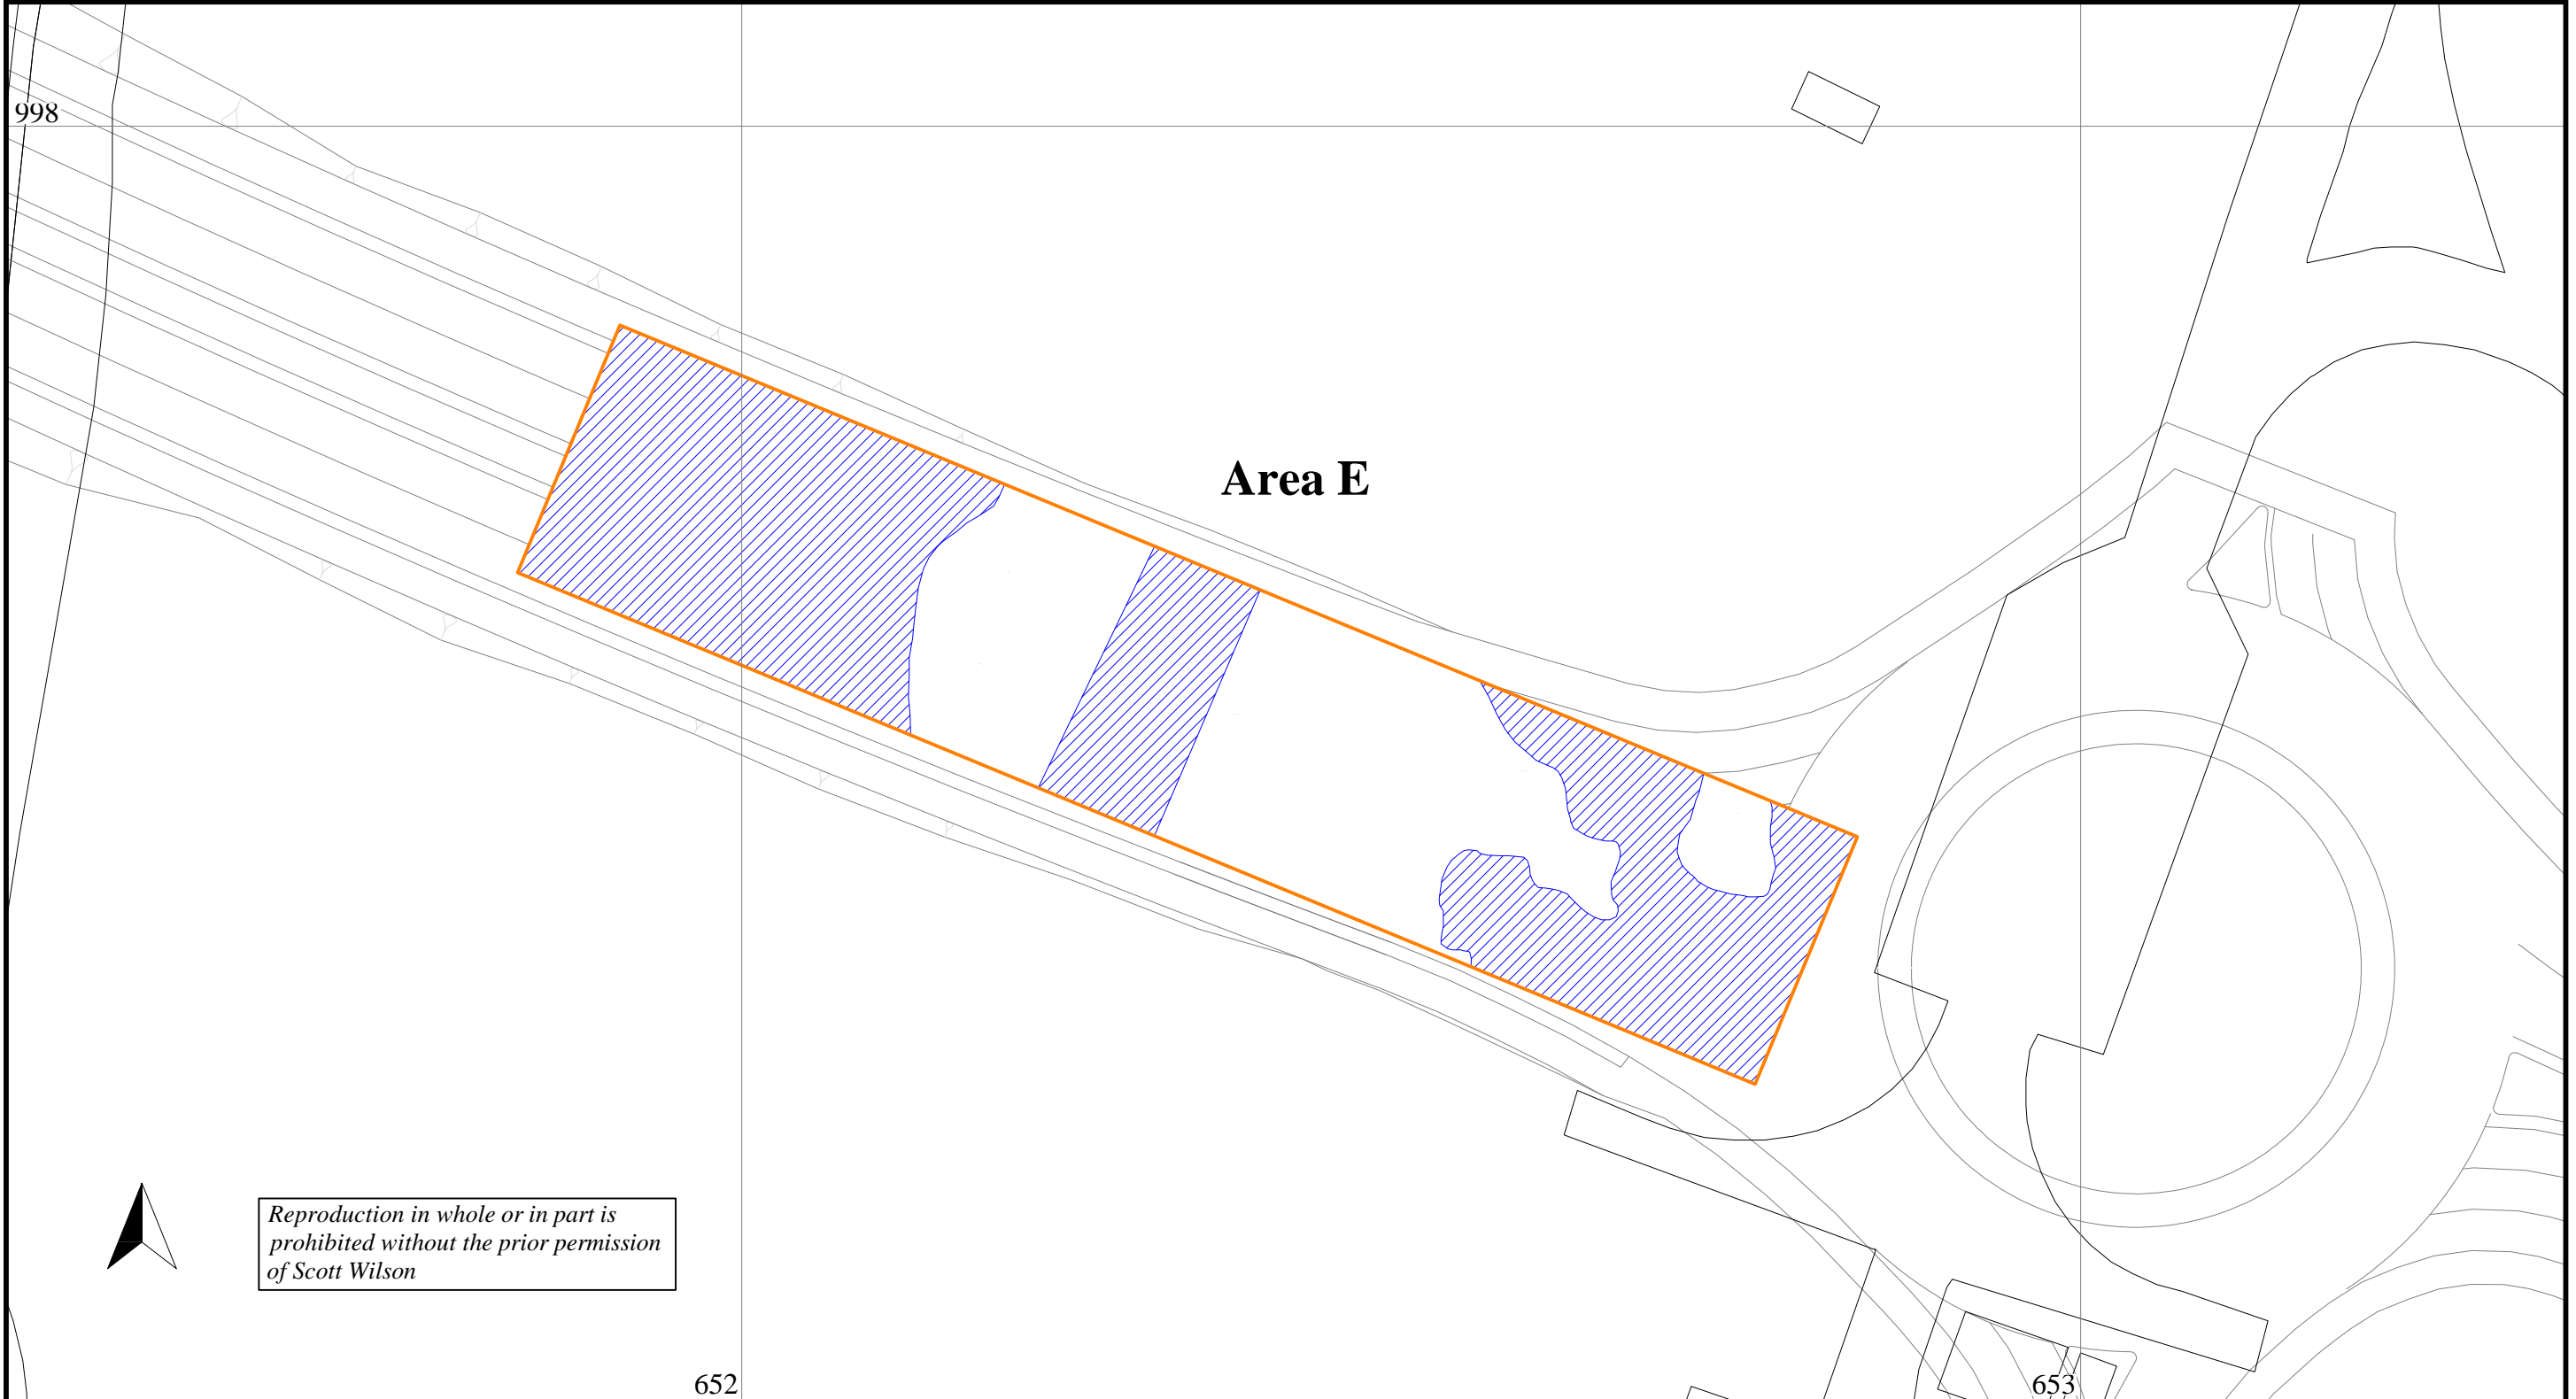 998
Area E
Reproduction in whole or in part is
prohibited without the prior permission
of Scott Wilson
652
653